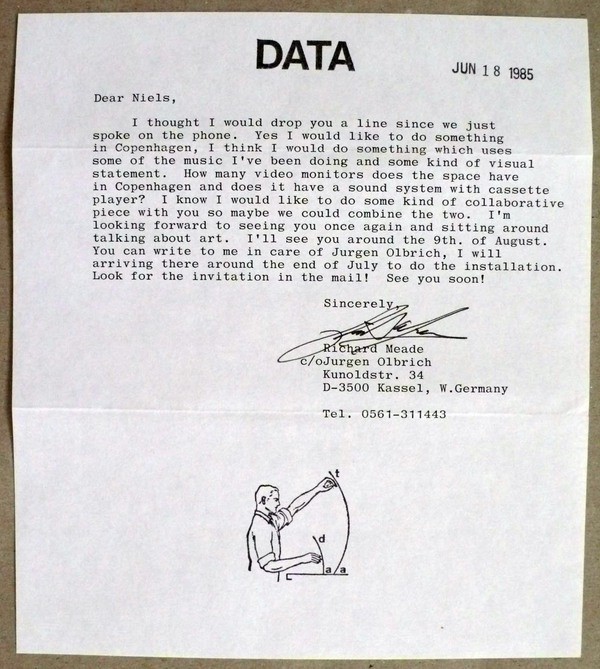 DATA
JUN 18 1985
Dear Niels,
I thought I would drop you a line since we just
spoke on the phone. Yes I would like to do something
in Copenhagen, I think I would do something which uses
some of the music I've been doing and some kind of visual
statement. How many video monitors does the space have
in Copenhagen and does it have a sound system with cassette
player? I know I would like to do some kind of collaborative
piece with you so maybe we could combine the two. I'm
looking forward to seeing you once again and sitting around
talking about art. I'll see you around the 9th. of August.
You can write to me in care of Jurgen Olbrich, I will
arriving there around the end of July to do the installation.
Look for the invitation in the mail! See you soon!
Sincerely,
Richard Meade
c/oJurgen Olbrich
Kunoldstr. 34
D-3500 Kassel, W.Germany
Tel. 0561-311443
t
d
a a